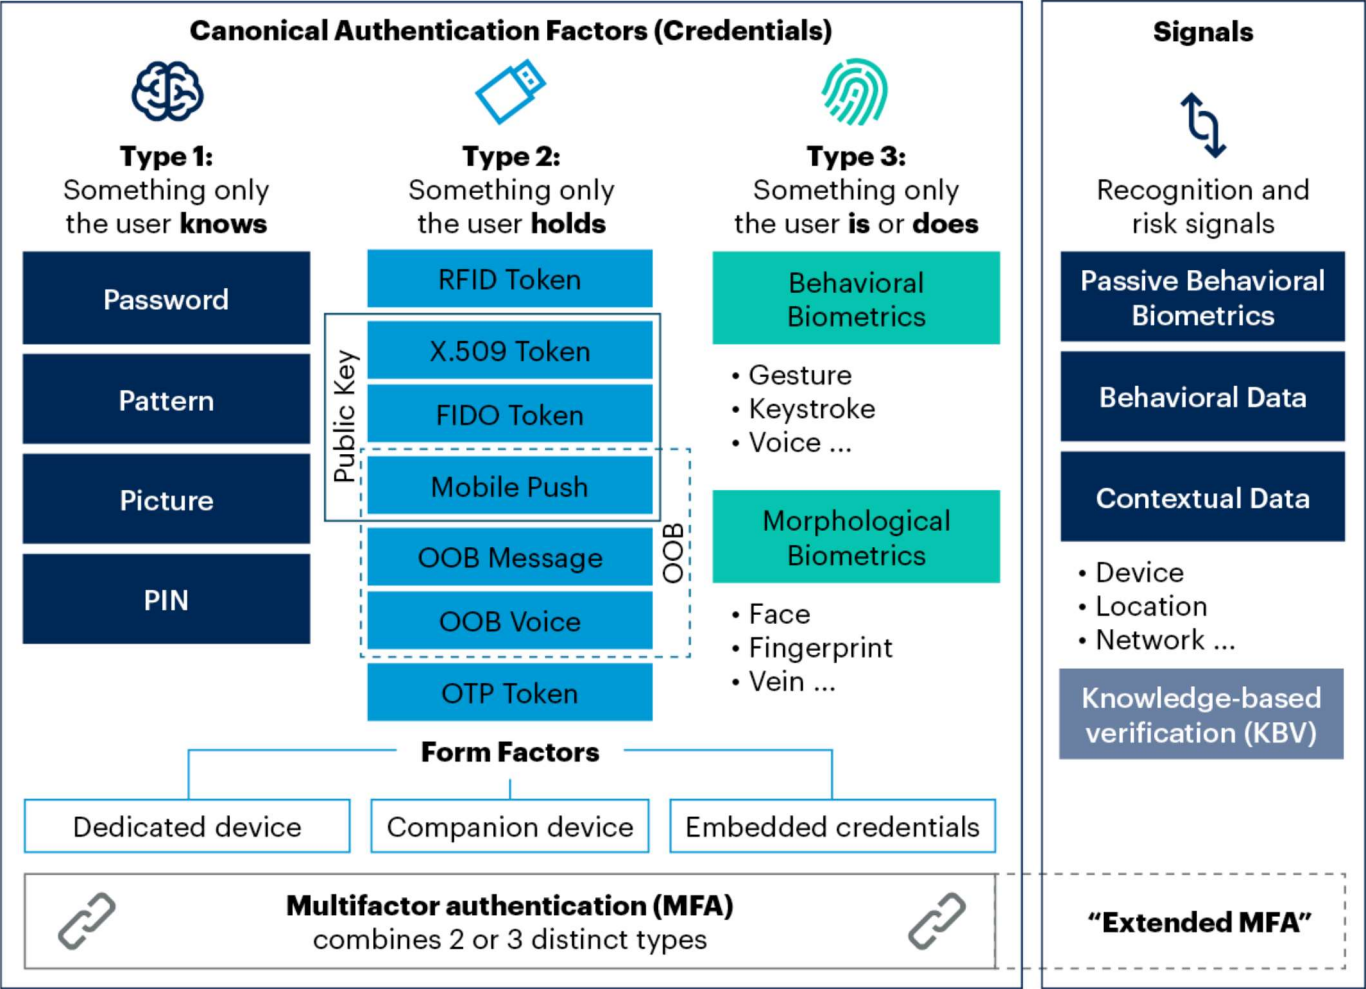 Canonical Authentication Factors (Credentials)
Type 1:
Something only
the user knows
Password
Pattern
Picture
PIN
Type 2:
Something only
the user holds
RFID Token
Public Key
X.509 Token
FIDO Token
Mobile Push
OOB
OOB Message
OOB Voice
OTP Token
Type 3:
Something only
the user is or does
Behavioral
Biometrics
• Gesture
• Keystroke
• Voice ...
Morphological
Biometrics
• Face
• Fingerprint
• Vein ...
Form Factors
Dedicated device
Companion device
Embedded credentials
Multifactor authentication (MFA)
combines 2 or 3 distinct types
Signals
Recognition and
risk signals
Passive Behavioral
Biometrics
Behavioral Data
Contextual Data
• Device
• Location
• Network ...
Knowledge-based
verification (KBV)
“Extended MFA”